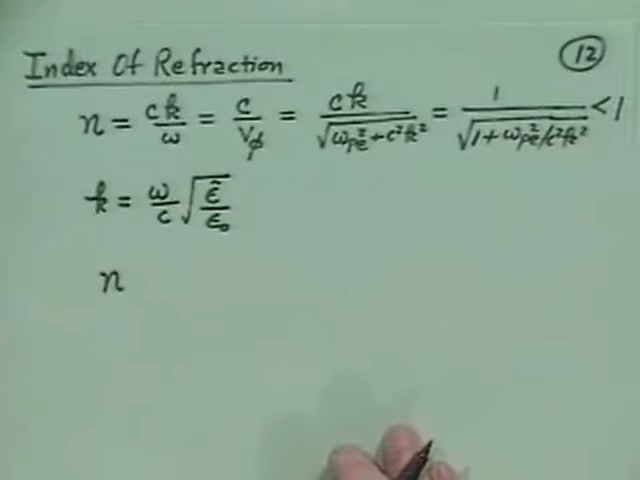 Index Of Refraction
12
n = ck/ω = c/v_ϕ = ck/√(ω_pe² + c²k²) = 1/√(1 + ω_pe²/c²k²) < 1
k = ω/c √(ε̃/ε₀)
n